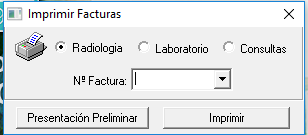 Imprimir Facturas
Radiologia Laboratorio Consultas
Nº Factura:
Presentación Preliminar Imprimir